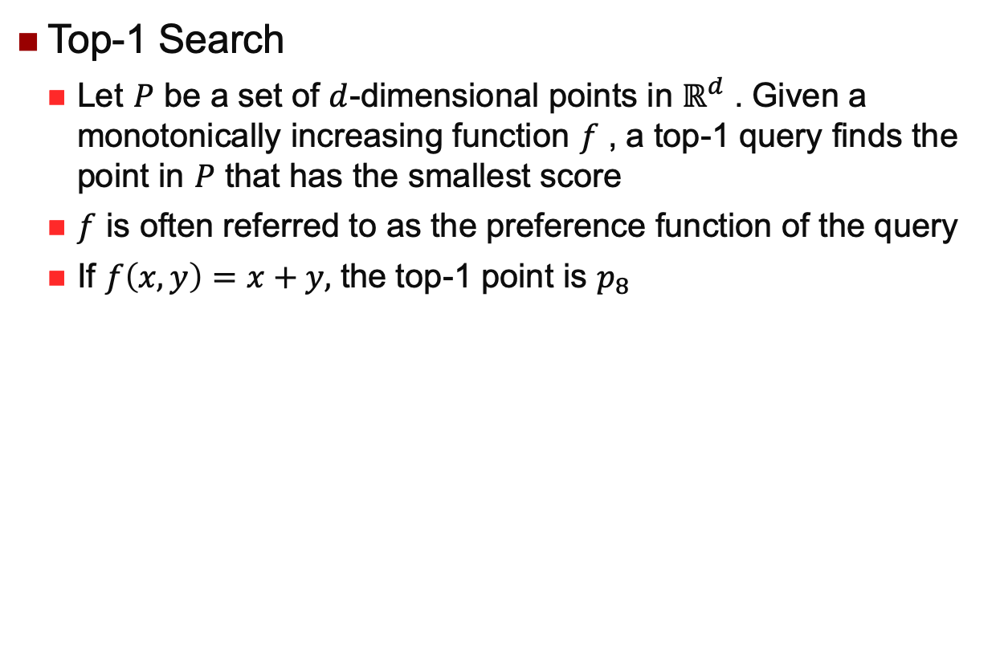 Top-1 Search
Let P be a set of d-dimensional points in ℝᵈ . Given a
monotonically increasing function f , a top-1 query finds the
point in P that has the smallest score
f is often referred to as the preference function of the query
If f(x, y) = x + y, the top-1 point is p₈